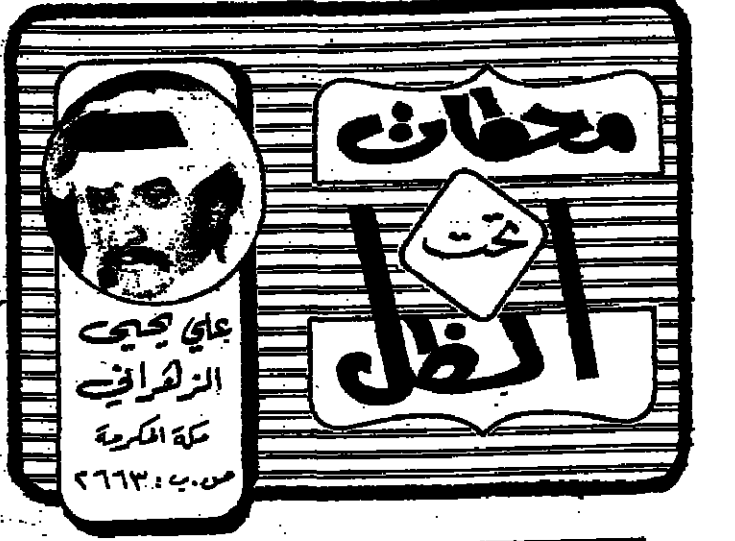 محطات
تحت
الظل
علي يحيى
الزهراني
مكة المكرمة
ص.ب: ٢٦٦٣